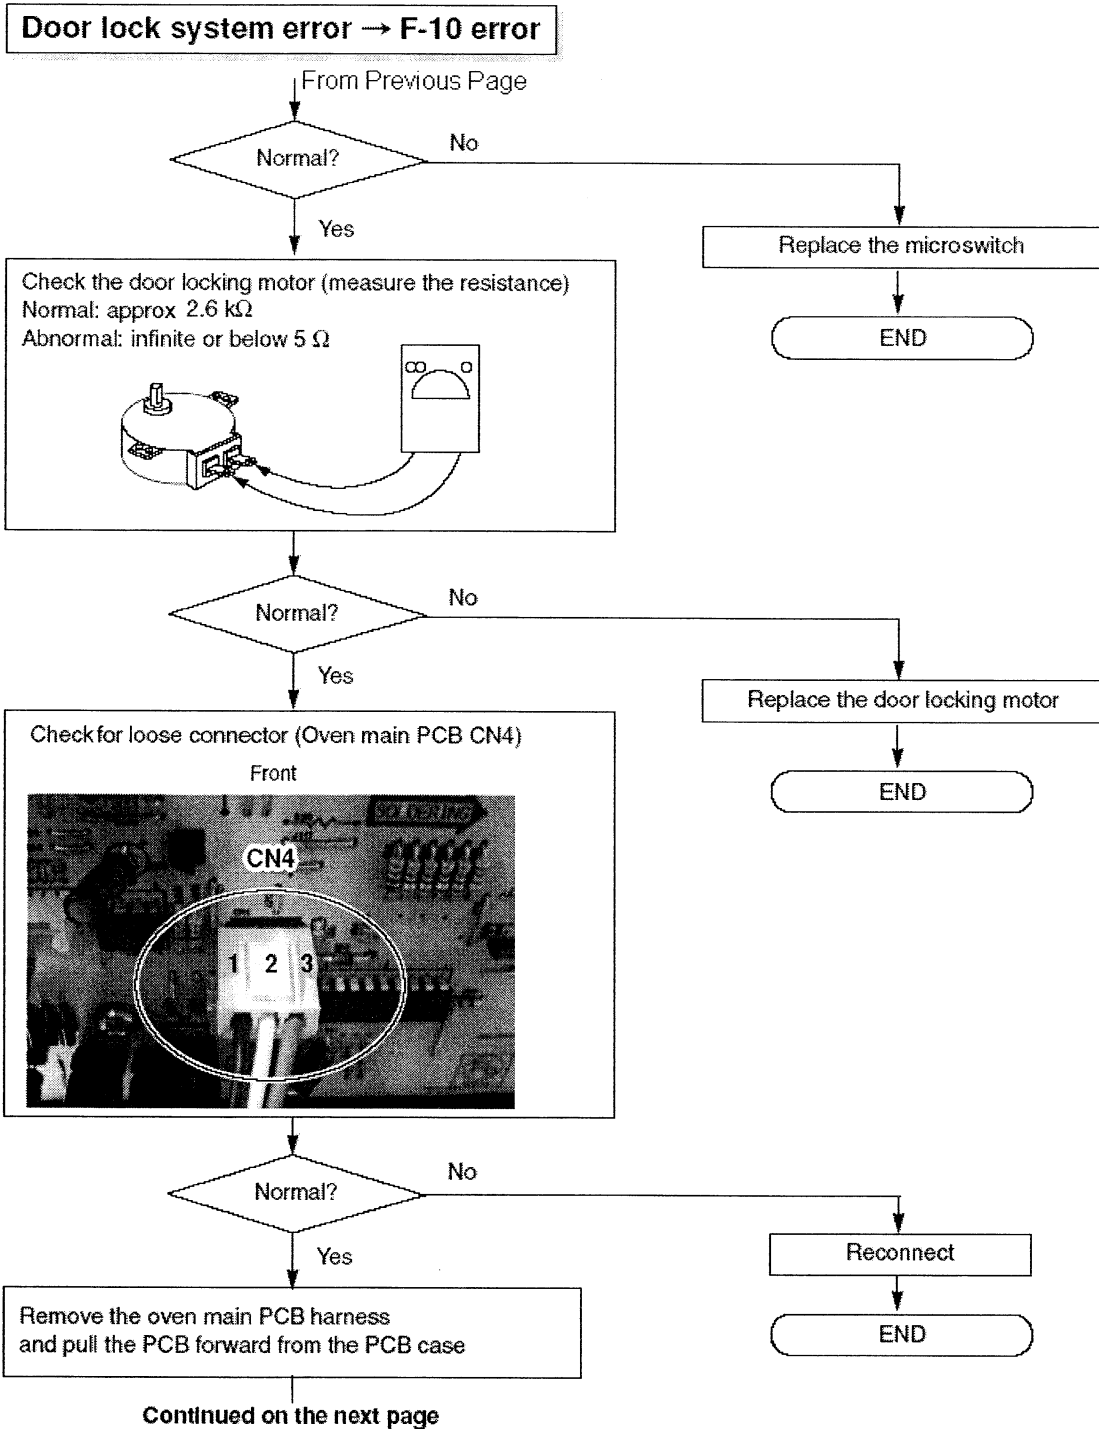 Door lock system error → F-10 error
From Previous Page
Normal?
No
Yes
Replace the microswitch
END
Check the door locking motor (measure the resistance)
Normal: approx 2.6 kΩ
Abnormal: infinite or below 5 Ω
Normal?
No
Yes
Replace the door locking motor
END
Check for loose connector (Oven main PCB CN4)
Front
SOLDERING
CN4
1 2 3
Normal?
No
Yes
Reconnect
END
Remove the oven main PCB harness
and pull the PCB forward from the PCB case
Continued on the next page